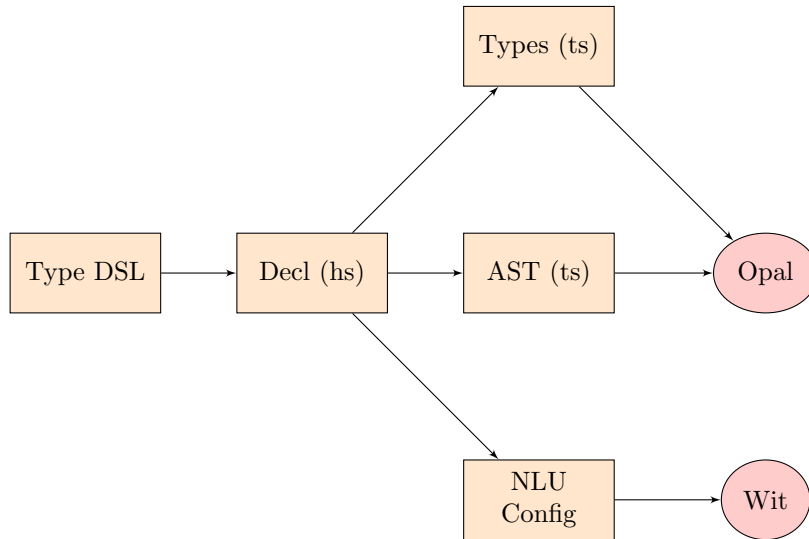 Types (ts)
Type DSL
Decl (hs)
AST (ts)
Opal
NLU
Config
Wit